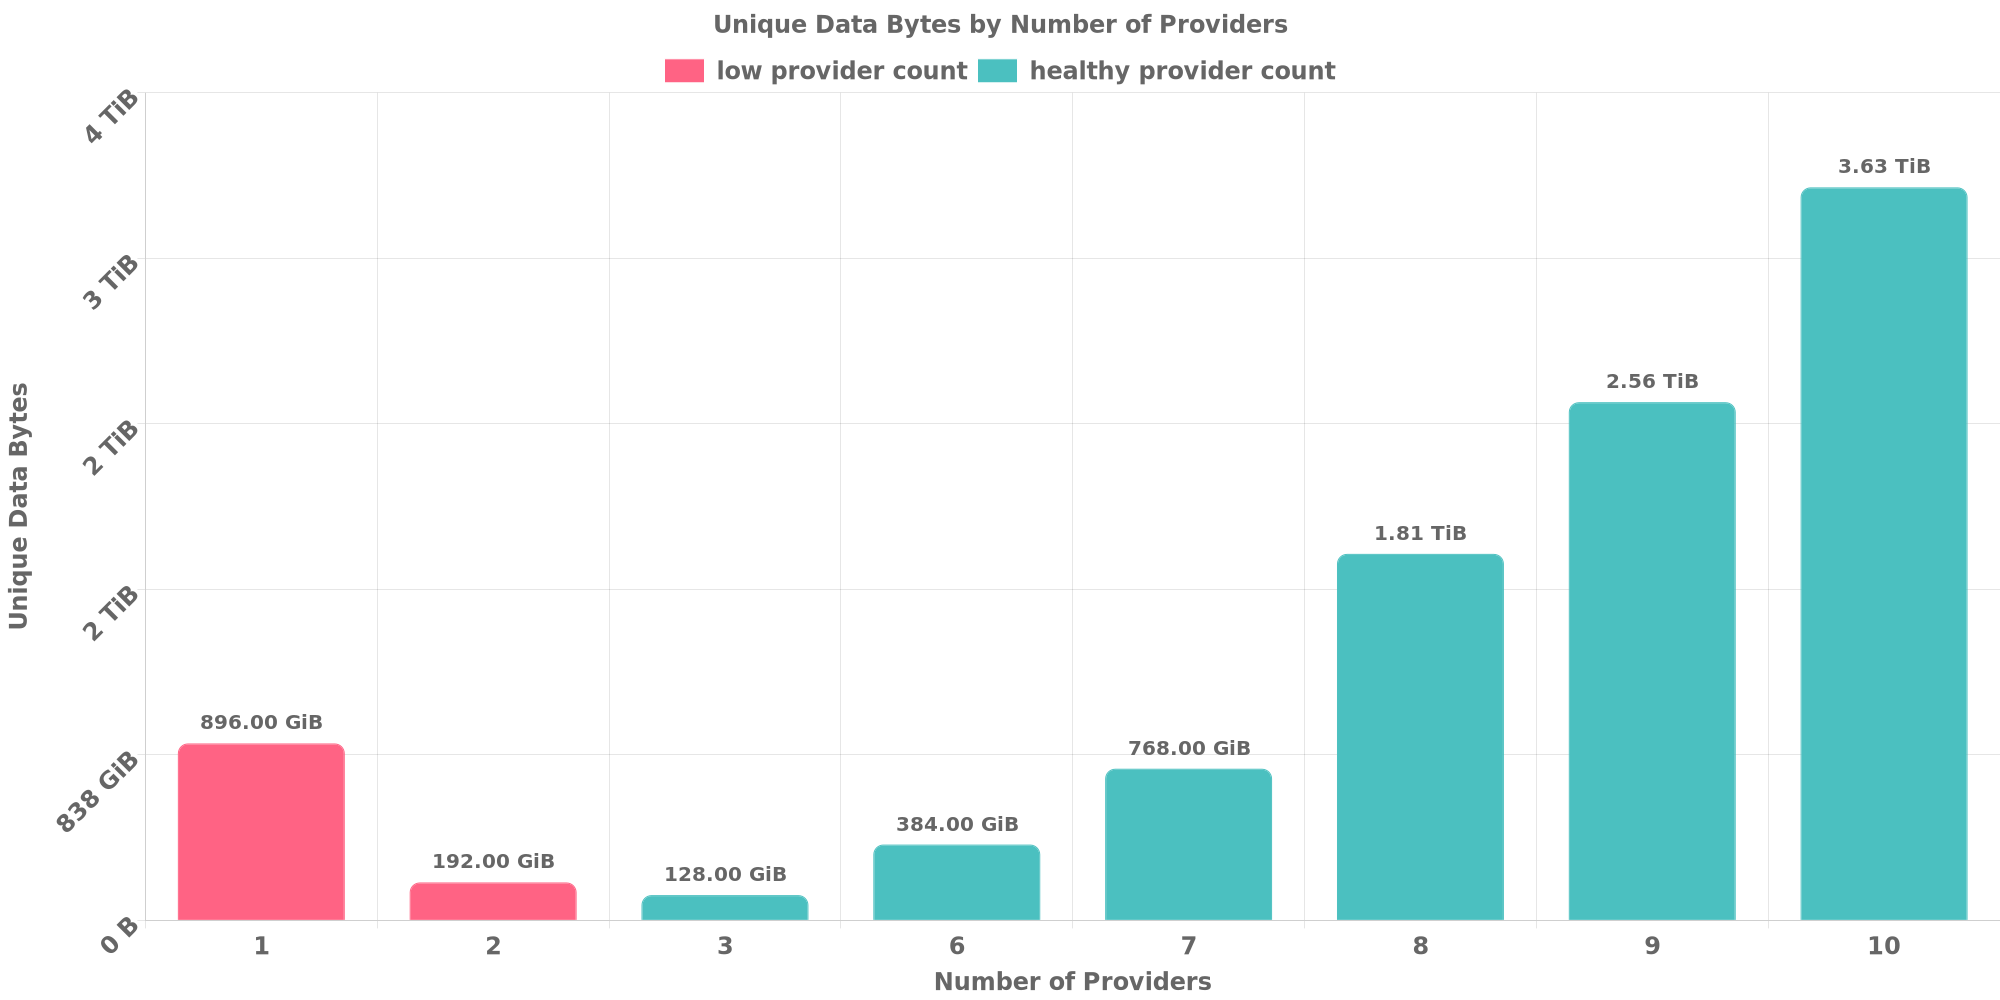 Unique Data Bytes by Number of Providers
low provider count healthy provider count
4 TiB
3 TiB
2 TiB
2 TiB
838 GiB
0 B
Unique Data Bytes
896.00 GiB
192.00 GiB
128.00 GiB
384.00 GiB
768.00 GiB
1.81 TiB
2.56 TiB
3.63 TiB
1 2 3 6 7 8 9 10
Number of Providers